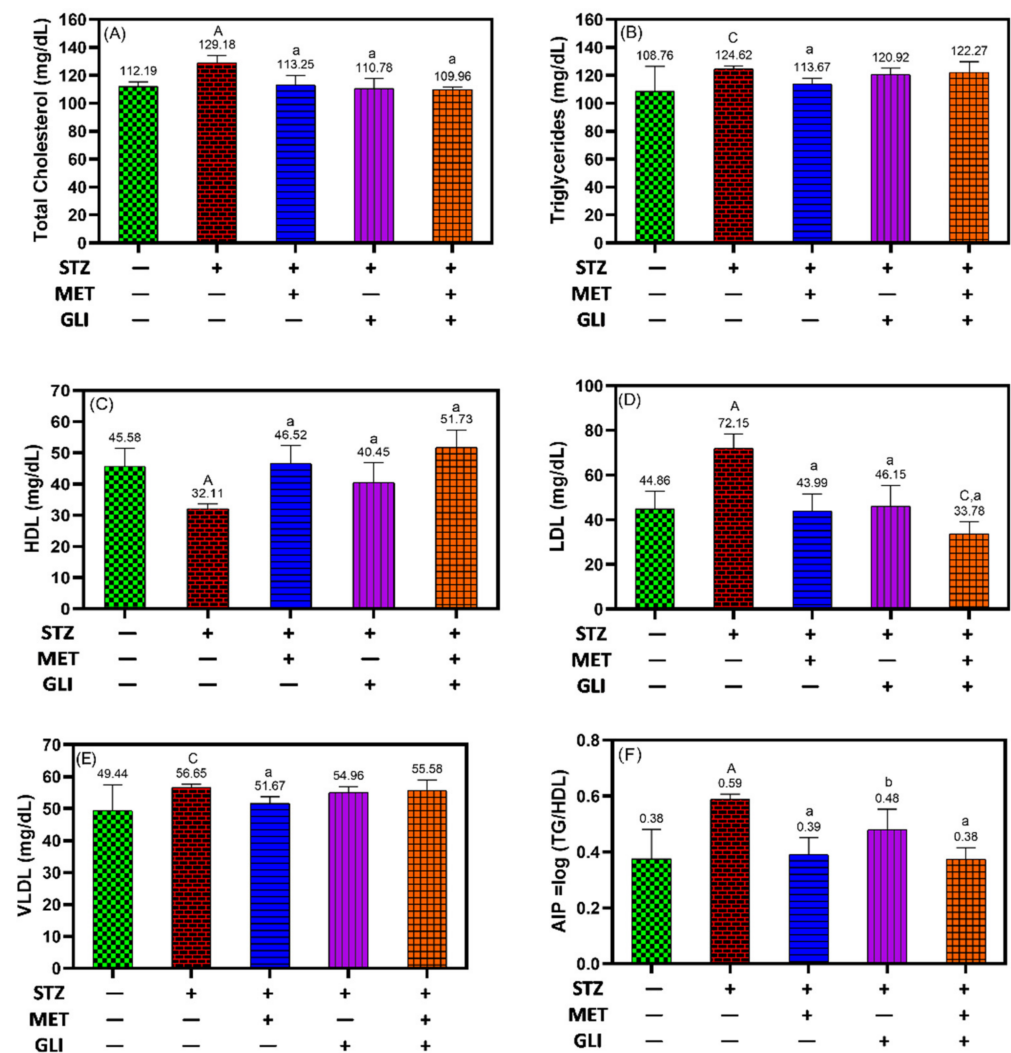 (A)
Total Cholesterol (mg/dL)
160
140
120
100
80
60
40
20
0
112.19
A
129.18
a
113.25
a
110.78
a
109.96
STZ — + + + +
MET — — + — +
GLI — — — + +
(B)
Triglycerides (mg/dL)
160
140
120
100
80
60
40
20
0
108.76
C
124.62
a
113.67
120.92
122.27
STZ — + + + +
MET — — + — +
GLI — — — + +
(C)
HDL (mg/dL)
70
60
50
40
30
20
10
0
45.58
A
32.11
a
46.52
a
40.45
a
51.73
STZ — + + + +
MET — — + — +
GLI — — — + +
(D)
LDL (mg/dL)
100
80
60
40
20
0
44.86
A
72.15
a
43.99
a
46.15
C,a
33.78
STZ — + + + +
MET — — + — +
GLI — — — + +
(E)
VLDL (mg/dL)
70
60
50
40
30
20
10
0
49.44
C
56.65
a
51.67
54.96
55.58
STZ — + + + +
MET — — + — +
GLI — — — + +
(F)
AIP =log (TG/HDL)
0.8
0.6
0.4
0.2
0.0
0.38
A
0.59
a
0.39
b
0.48
a
0.38
STZ — + + + +
MET — — + — +
GLI — — — + +